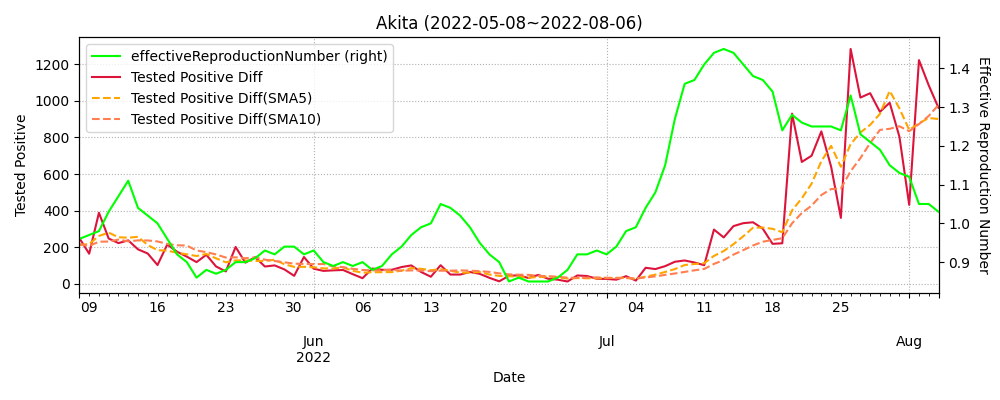 Akita (2022-05-08~2022-08-06)
effectiveReproductionNumber (right)
Tested Positive Diff
Tested Positive Diff(SMA5)
Tested Positive Diff(SMA10)
Tested Positive
1200
1000
800
600
400
200
0
1.4
1.3
1.2
1.1
1.0
0.9
Effective Reproduction Number
09 16 23 30 06 13 20 27 04 11 18 25
Jun Jul Aug
2022
Date